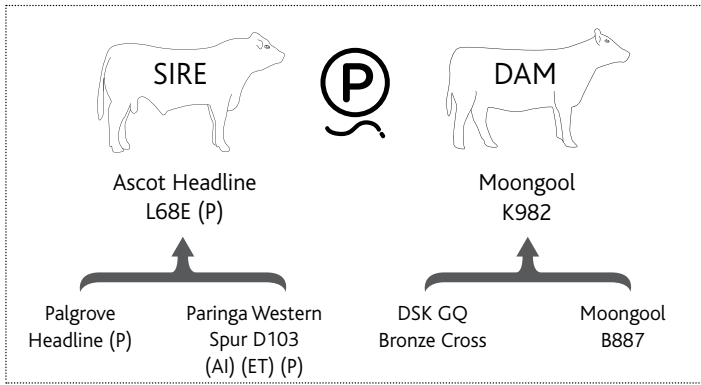 SIRE
P
DAM
Ascot Headline
L68E (P)
Moongool
K982
Palgrove
Headline (P)
Paringa Western
Spur D103
(AI) (ET) (P)
DSK GQ
Bronze Cross
Moongool
B887